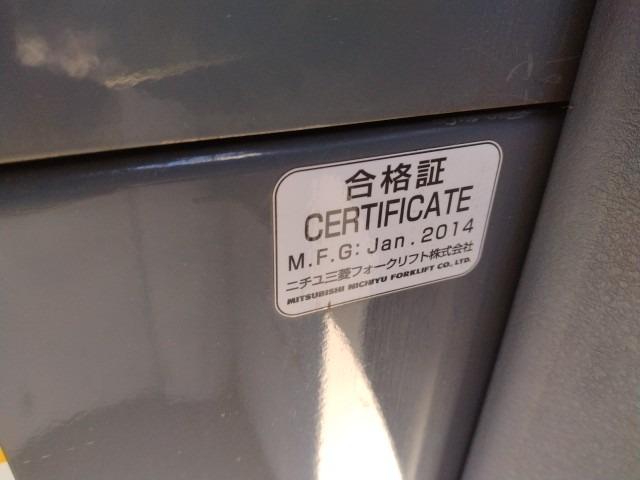 合格証
CERTIFICATE
M.F.G: Jan. 2014
ニチユ三菱フォークリフト株式会社
MITSUBISHI NICHIYU FORKLIFT CO., LTD.